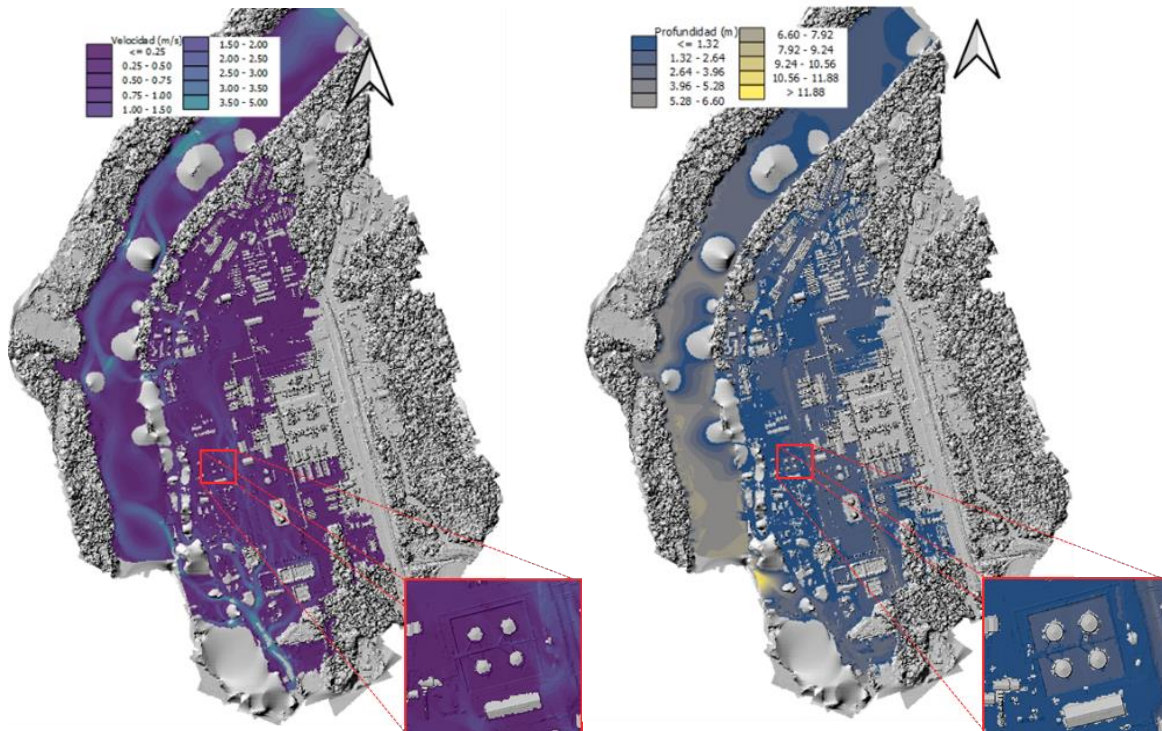 Velocidad (m/s)
<= 0.25
0.25 - 0.50
0.50 - 0.75
0.75 - 1.00
1.00 - 1.50
1.50 - 2.00
2.00 - 2.50
2.50 - 3.00
3.00 - 3.50
3.50 - 5.00
Profundidad (m)
<= 1.32
1.32 - 2.64
2.64 - 3.96
3.96 - 5.28
5.28 - 6.60
6.60 - 7.92
7.92 - 9.24
9.24 - 10.56
10.56 - 11.88
> 11.88